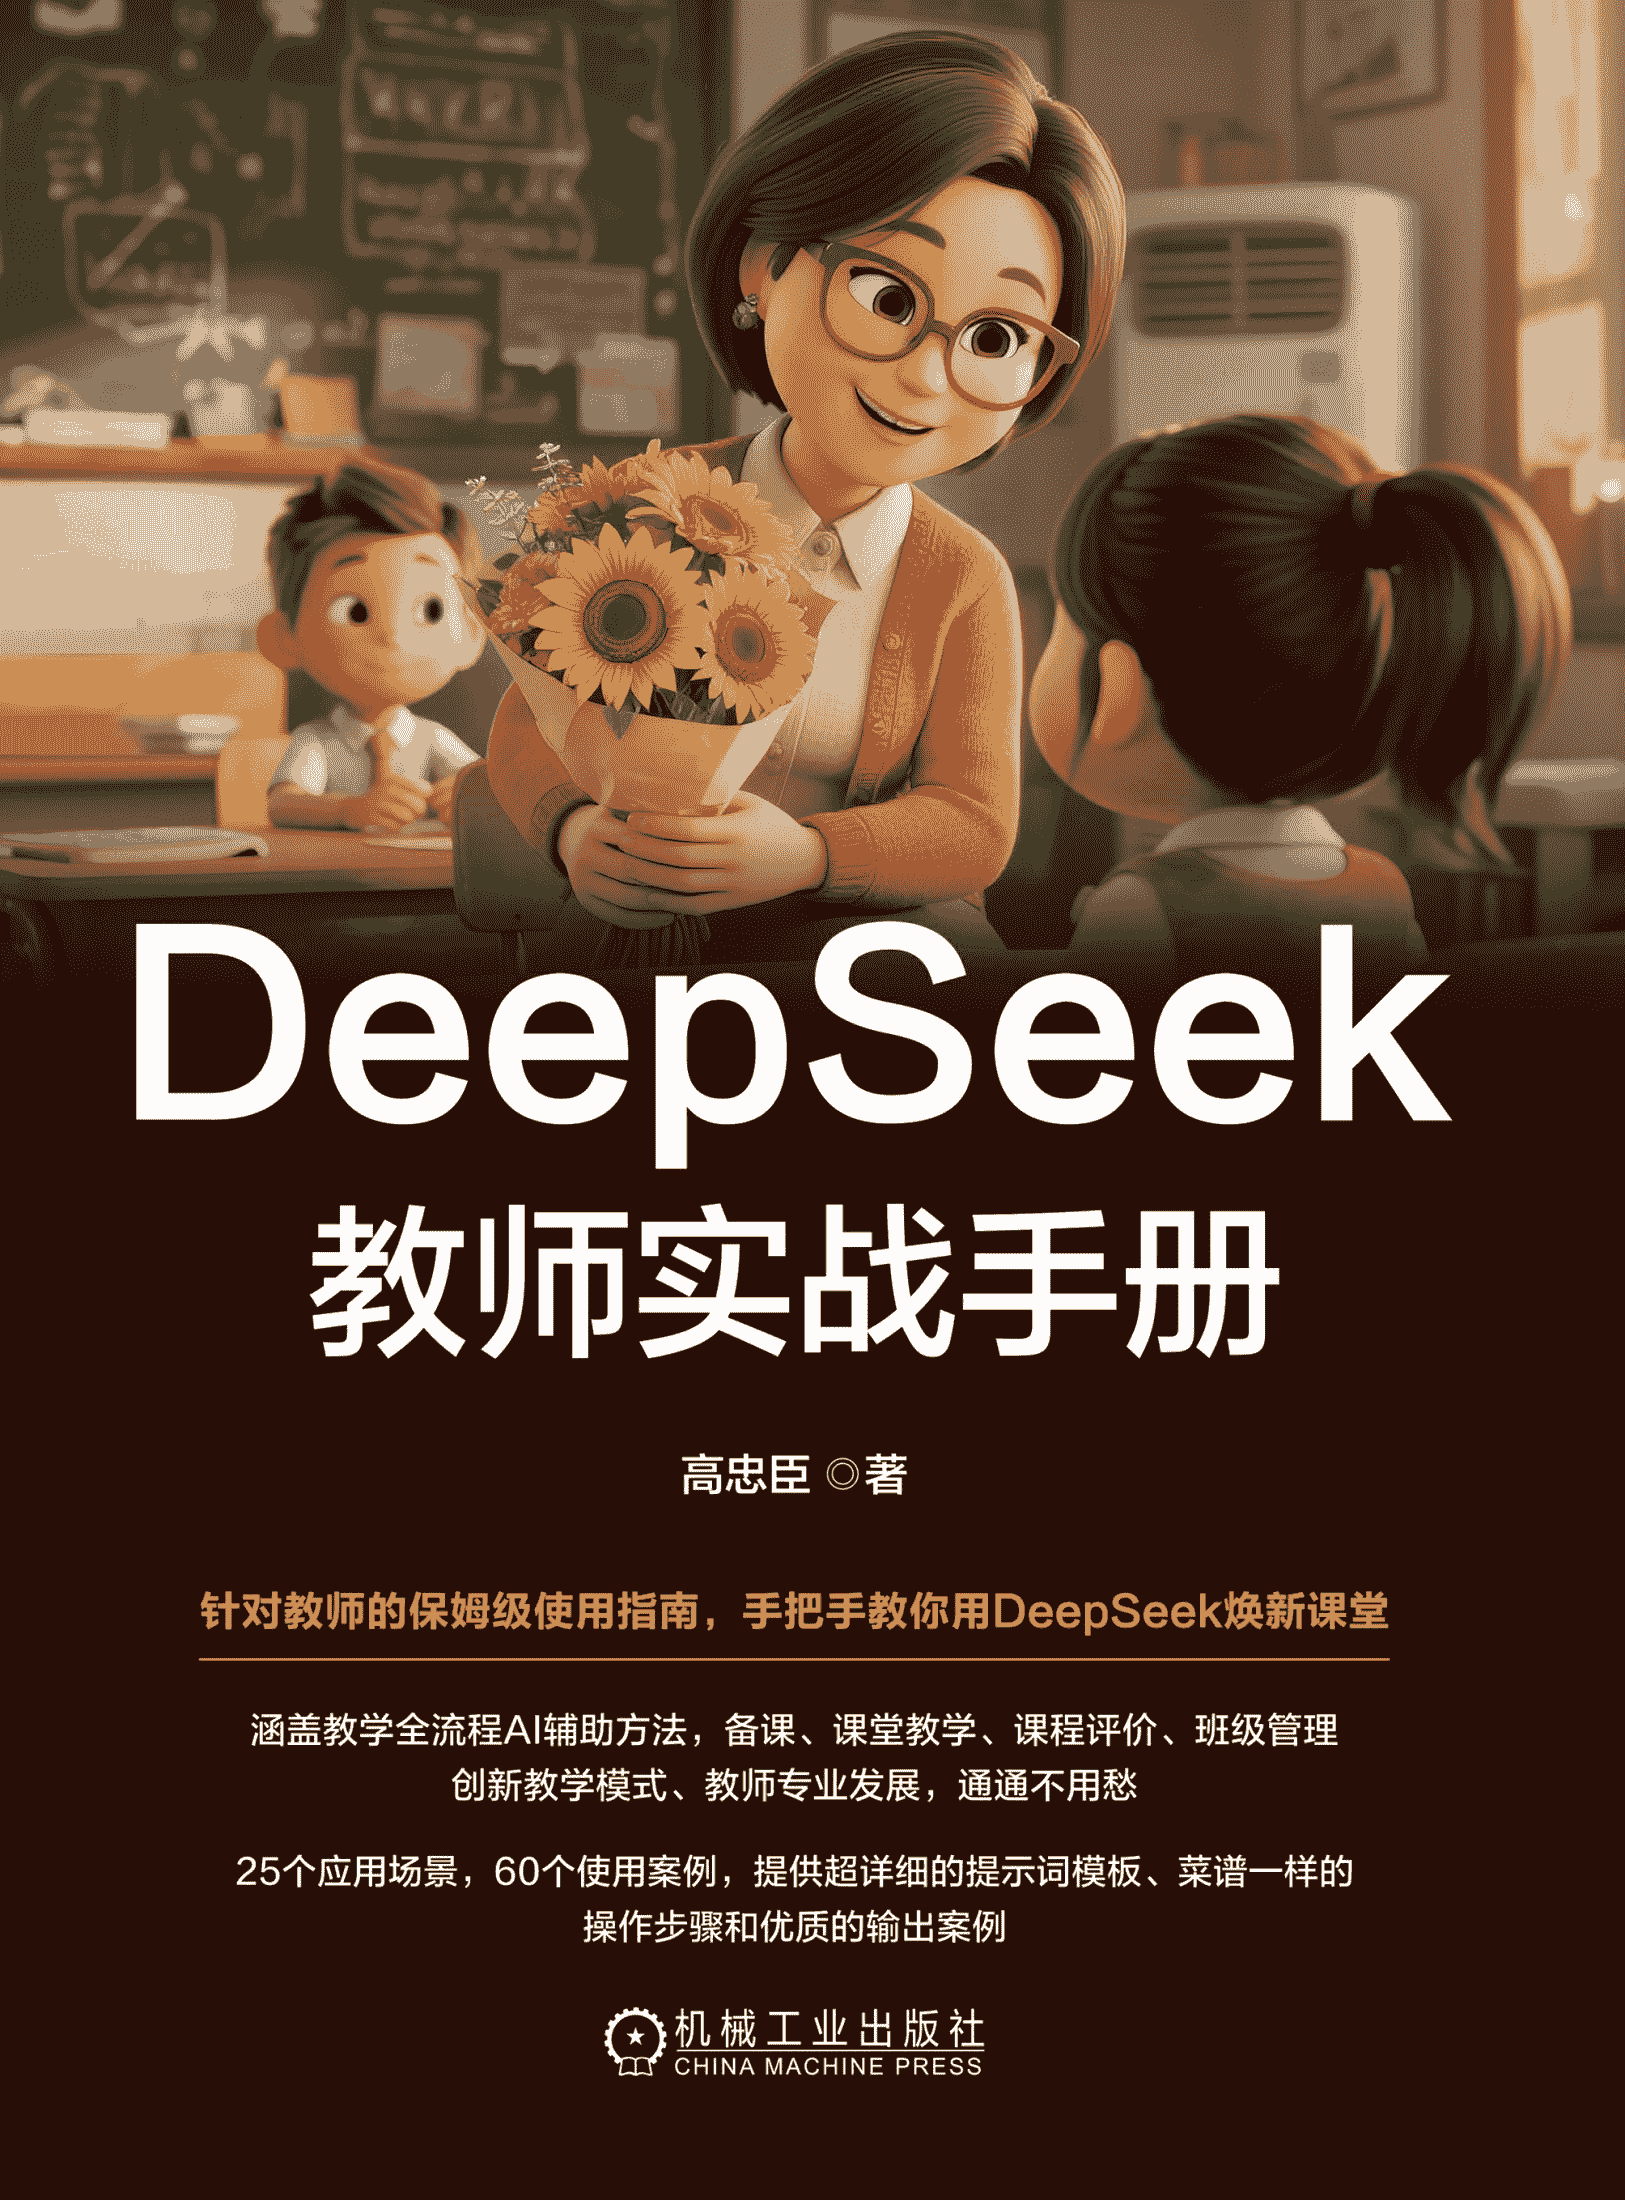 DeepSeek
教师实战手册
高忠臣 ◎著
针对教师的保姆级使用指南，手把手教你用DeepSeek焕新课堂
涵盖教学全流程AI辅助方法，备课、课堂教学、课程评价、班级管理
创新教学模式、教师专业发展，通通不用愁
25个应用场景，60个使用案例，提供超详细的提示词模板、菜谱一样的
操作步骤和优质的输出案例
机械工业出版社
CHINA MACHINE PRESS